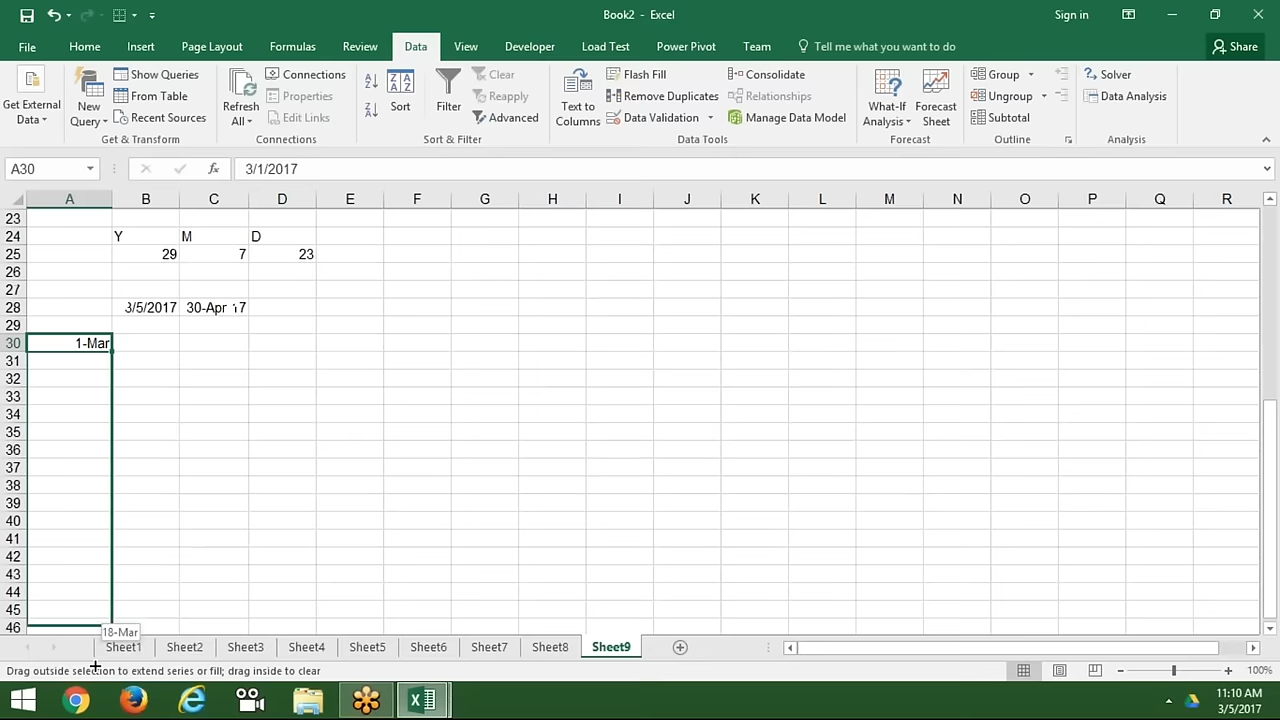 Book2 - Excel
Sign in
File Home Insert Page Layout Formulas Review Data View Developer Load Test Power Pivot Team Tell me what you want to do Share
Get External Data
New Query
Show Queries
From Table
Recent Sources
Get & Transform
Refresh All
Connections
Properties
Edit Links
Connections
Sort
Filter
Clear
Reapply
Advanced
Sort & Filter
Text to Columns
Flash Fill
Remove Duplicates
Data Validation
Consolidate
Relationships
Manage Data Model
Data Tools
What-If Analysis
Forecast Sheet
Forecast
Group
Ungroup
Subtotal
Outline
Solver
Data Analysis
Analysis
A30 fx 3/1/2017
A B C D E F G H I J K L M N O P Q R
23
24 Y M D
25 29 7 23
26
27
28 3/5/2017 30-Apr 17
29
30 1-Mar
31
32
33
34
35
36
37
38
39
40
41
42
43
44
45
46
18-Mar
Sheet1 Sheet2 Sheet3 Sheet4 Sheet5 Sheet6 Sheet7 Sheet8 Sheet9
Drag outside selection to extend series or fill; drag inside to clear
100%
11:10 AM
3/5/2017